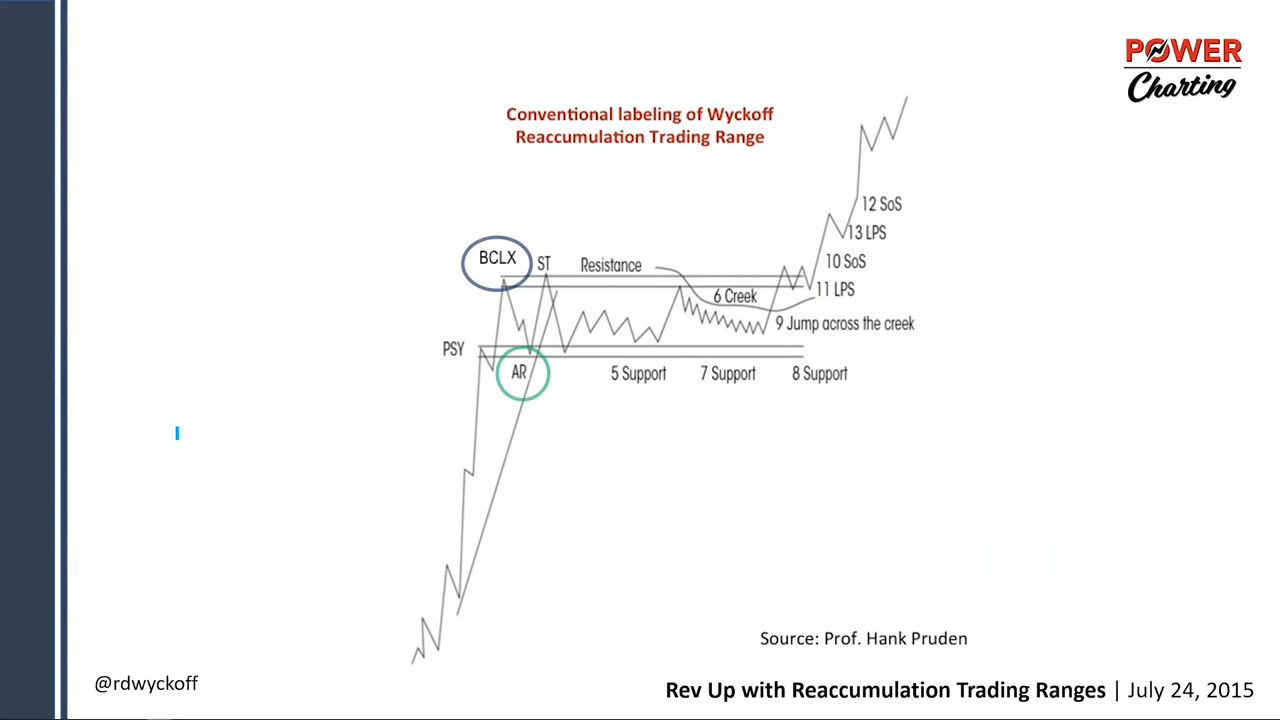 POWER
Charting
Conventional labeling of Wyckoff
Reaccumulation Trading Range
12 SoS
13 LPS
BCLX
ST
Resistance
10 SoS
6 Creek
11 LPS
9 Jump across the creek
PSY
AR
5 Support
7 Support
8 Support
Source: Prof. Hank Pruden
@rdwyckoff
Rev Up with Reaccumulation Trading Ranges | July 24, 2015